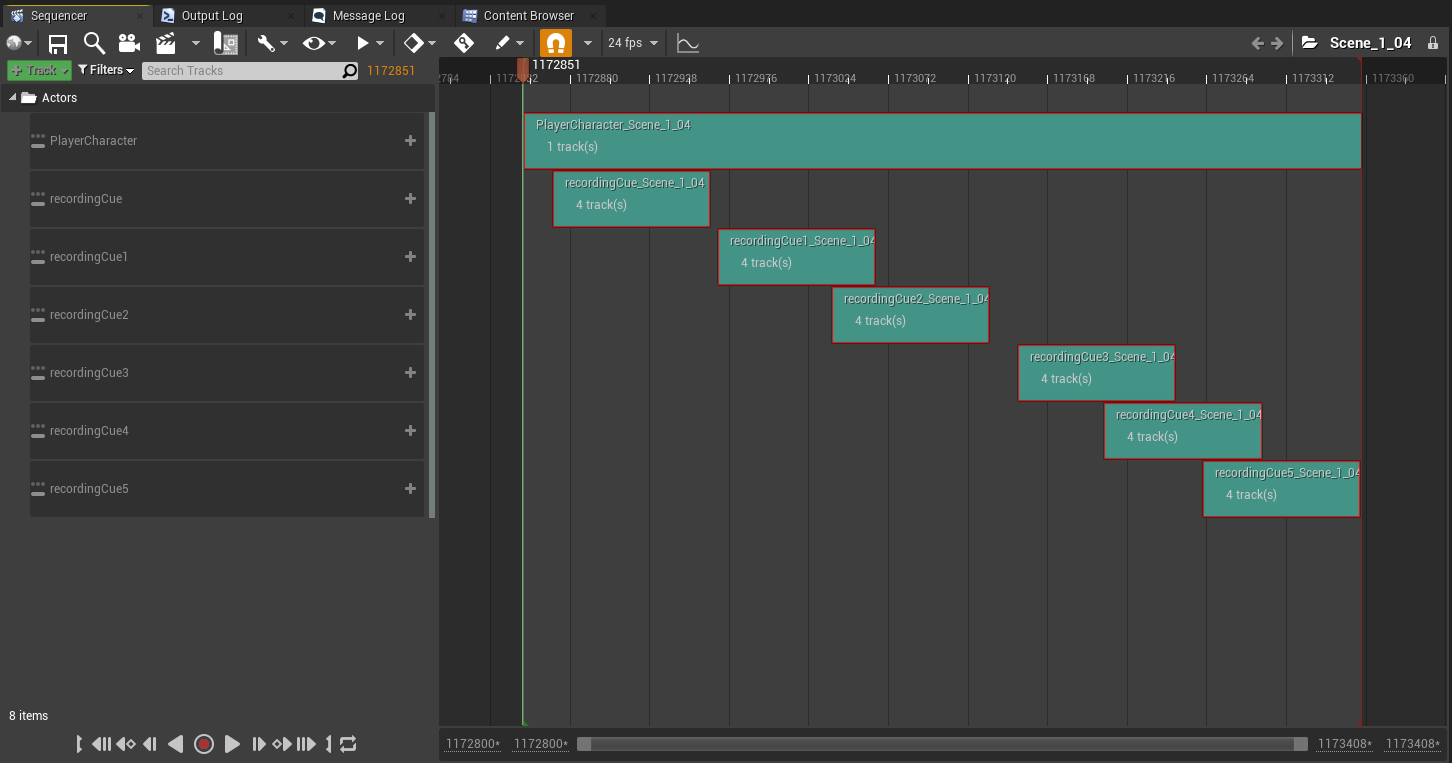 Sequencer
Output Log
Message Log
Content Browser
24 fps
Scene_1_04
Track
Filters
Search Tracks
1172851
1172851
2784
1172880
1172928
1172976
1173024
1173072
1173120
1173168
1173216
1173264
1173312
1173360
Actors
PlayerCharacter
recordingCue
recordingCue1
recordingCue2
recordingCue3
recordingCue4
recordingCue5
PlayerCharacter_Scene_1_04
1 track(s)
recordingCue_Scene_1_04
4 track(s)
recordingCue1_Scene_1_04
4 track(s)
recordingCue2_Scene_1_04
4 track(s)
recordingCue3_Scene_1_04
4 track(s)
recordingCue4_Scene_1_04
4 track(s)
recordingCue5_Scene_1_04
4 track(s)
8 items
1172800*
1172800*
1173408*
1173408*